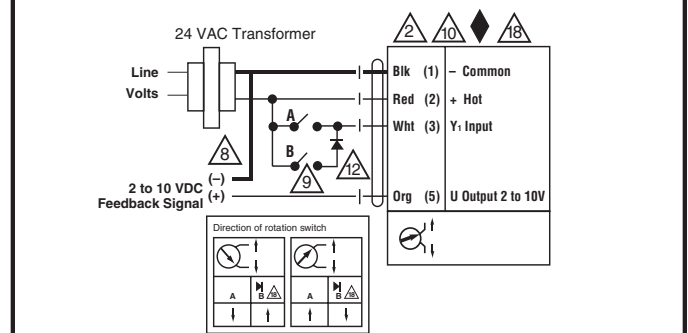 24 VAC Transformer
2 10 18
Line
Volts
Blk (1) – Common
Red (2) + Hot
A
Wht (3) Y1 Input
B
8
9
12
(–)
2 to 10 VDC (+)
Feedback Signal
Org (5) U Output 2 to 10V
Direction of rotation switch
A B 18 A B 18